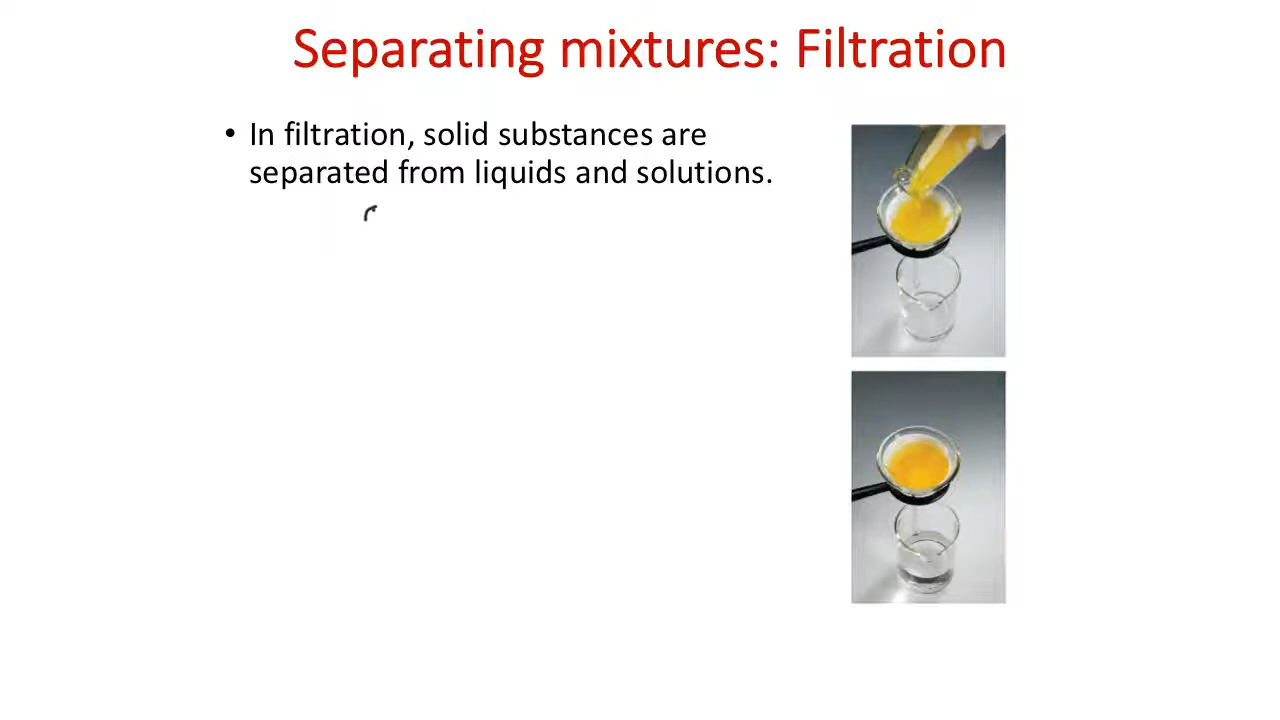 Separating mixtures: Filtration
• In filtration, solid substances are
separated from liquids and solutions.